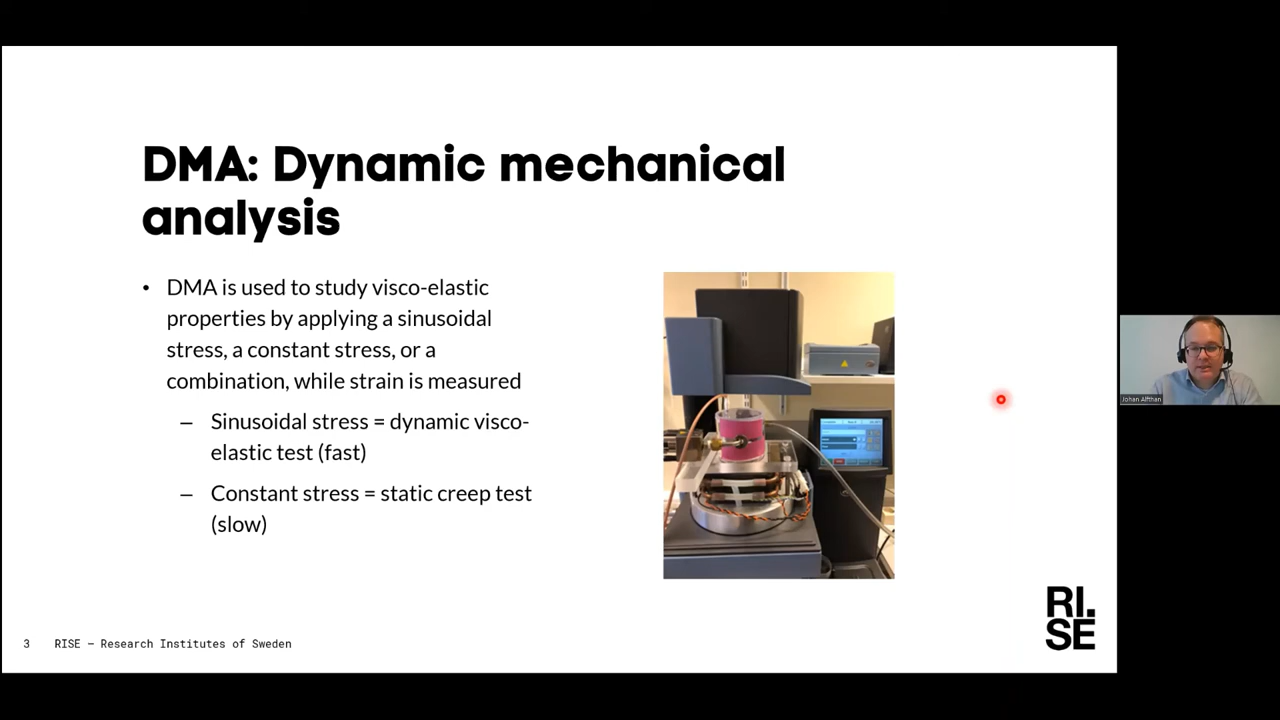 DMA: Dynamic mechanical
analysis
• DMA is used to study visco-elastic
properties by applying a sinusoidal
stress, a constant stress, or a
combination, while strain is measured
– Sinusoidal stress = dynamic visco-
elastic test (fast)
– Constant stress = static creep test
(slow)
Johan Alfthan
3 RISE — Research Institutes of Sweden
RI.
SE